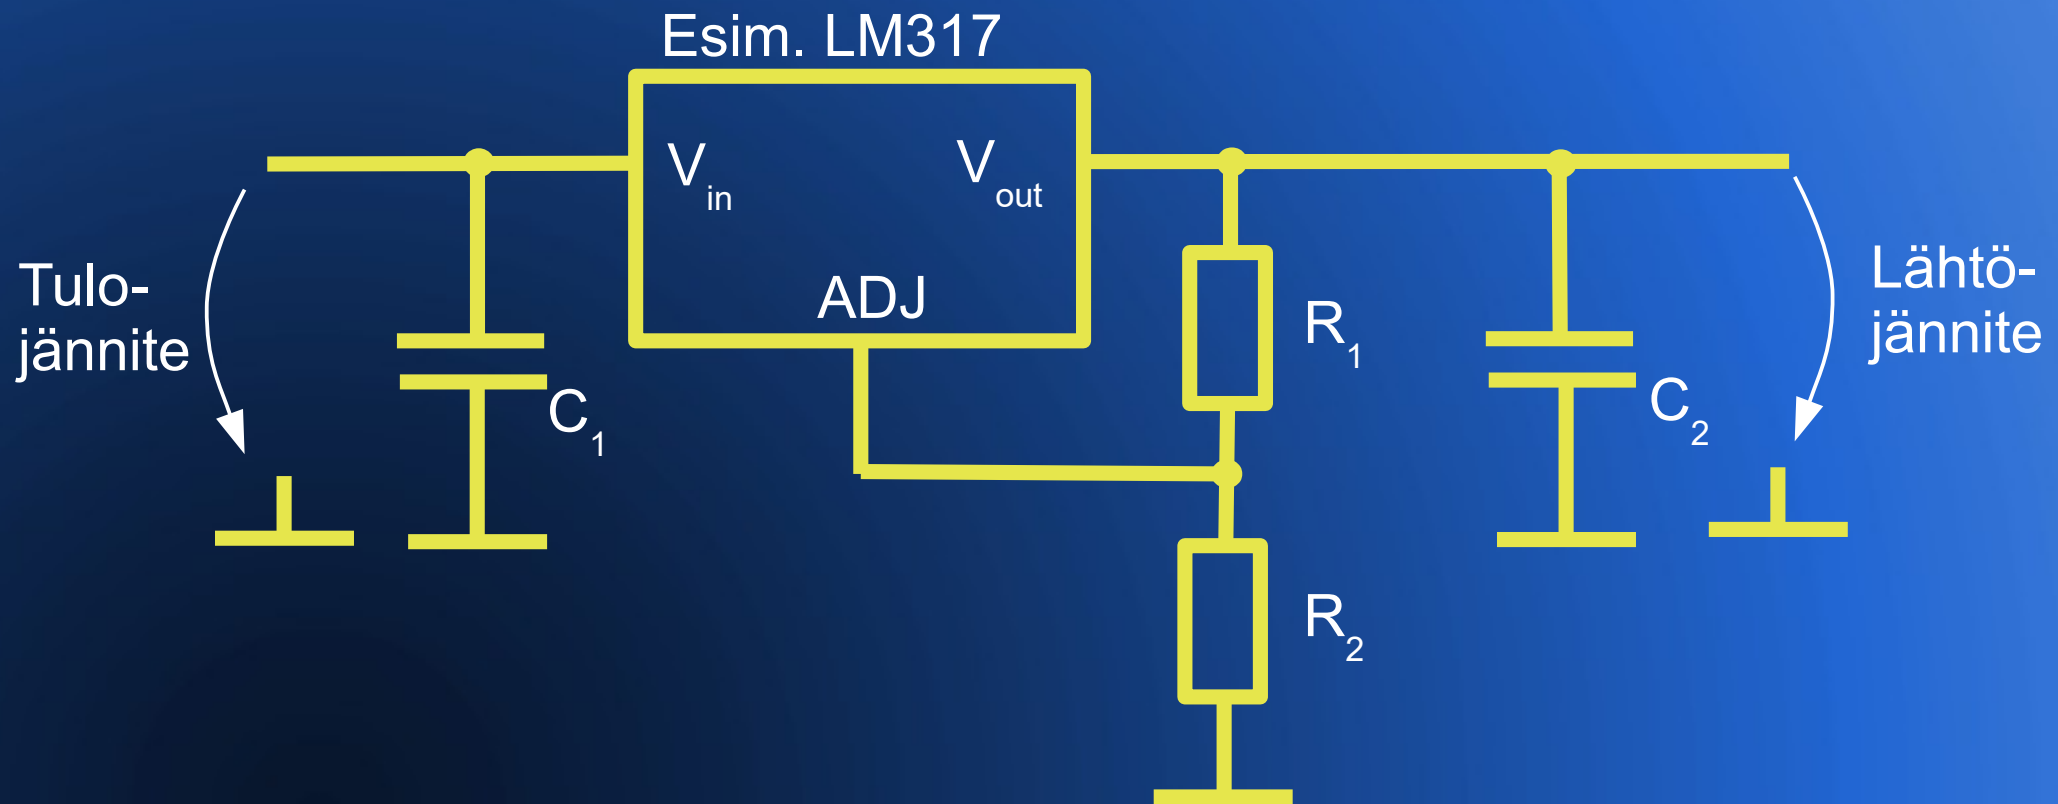 Esim. LM317
V in
V out
ADJ
Tulo-
jännite
C 1
R 1
C 2
Lähtö-
jännite
R 2